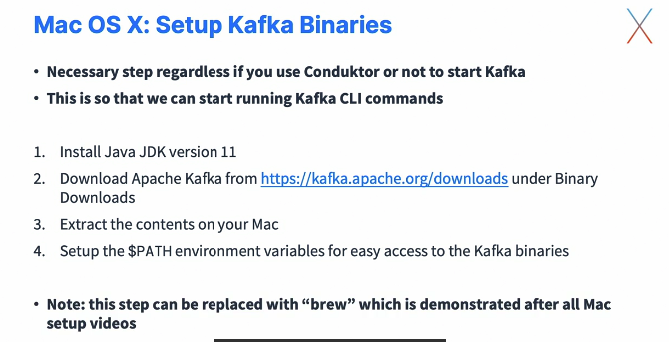 Mac OS X: Setup Kafka Binaries
• Necessary step regardless if you use Conduktor or not to start Kafka
• This is so that we can start running Kafka CLI commands
1. Install Java JDK version 11
2. Download Apache Kafka from https://kafka.apache.org/downloads under Binary
Downloads
3. Extract the contents on your Mac
4. Setup the $PATH environment variables for easy access to the Kafka binaries
• Note: this step can be replaced with “brew” which is demonstrated after all Mac
setup videos